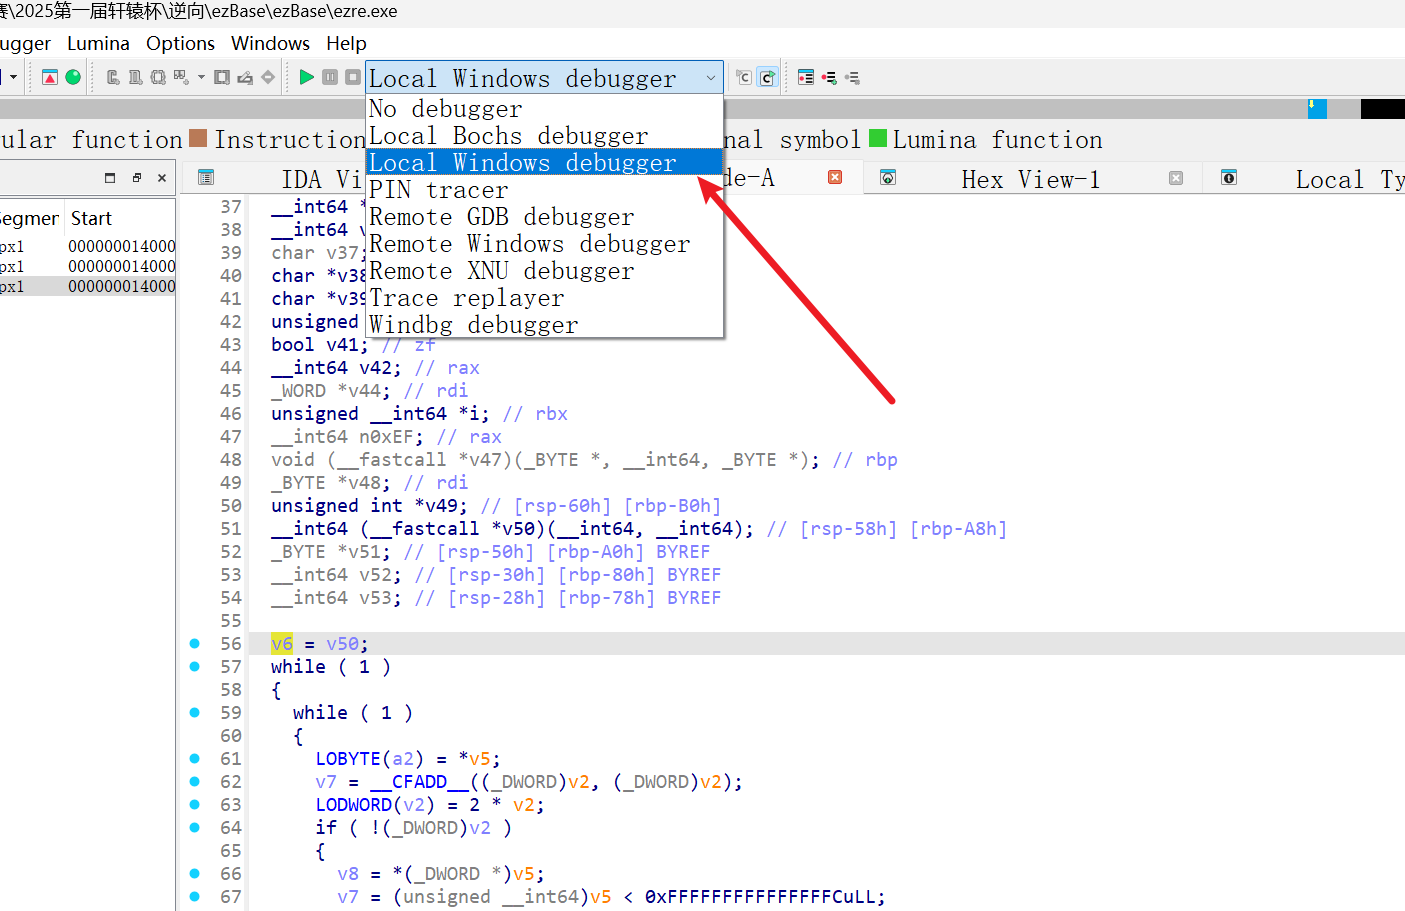 赛\2025第一届轩辕杯\逆向\ezBase\ezBase\ezre.exe
ugger Lumina Options Windows Help
Local Windows debugger
No debugger
Local Bochs debugger
Local Windows debugger
PIN tracer
Remote GDB debugger
Remote Windows debugger
Remote XNU debugger
Trace replayer
Windbg debugger
ular function Instruction nal symbol Lumina function
IDA Vi de-A Hex View-1 Local Ty
Segmen Start
px1 000000014000
px1 000000014000
px1 000000014000
37 __int64 *
38 __int64 v
39 char v37;
40 char *v38
41 char *v39
42 unsigned
43 bool v41; // zf
44 __int64 v42; // rax
45 _WORD *v44; // rdi
46 unsigned __int64 *i; // rbx
47 __int64 n0xEF; // rax
48 void (__fastcall *v47)(_BYTE *, __int64, _BYTE *); // rbp
49 _BYTE *v48; // rdi
50 unsigned int *v49; // [rsp-60h] [rbp-B0h]
51 __int64 (__fastcall *v50)(__int64, __int64); // [rsp-58h] [rbp-A8h]
52 _BYTE *v51; // [rsp-50h] [rbp-A0h] BYREF
53 __int64 v52; // [rsp-30h] [rbp-80h] BYREF
54 __int64 v53; // [rsp-28h] [rbp-78h] BYREF
55
56 v6 = v50;
57 while ( 1 )
58 {
59 while ( 1 )
60 {
61 LOBYTE(a2) = *v5;
62 v7 = __CFADD__((_DWORD)v2, (_DWORD)v2);
63 LODWORD(v2) = 2 * v2;
64 if ( !(_DWORD)v2 )
65 {
66 v8 = *(_DWORD *)v5;
67 v7 = (unsigned __int64)v5 < 0xFFFFFFFFFFFFFFFCuLL;